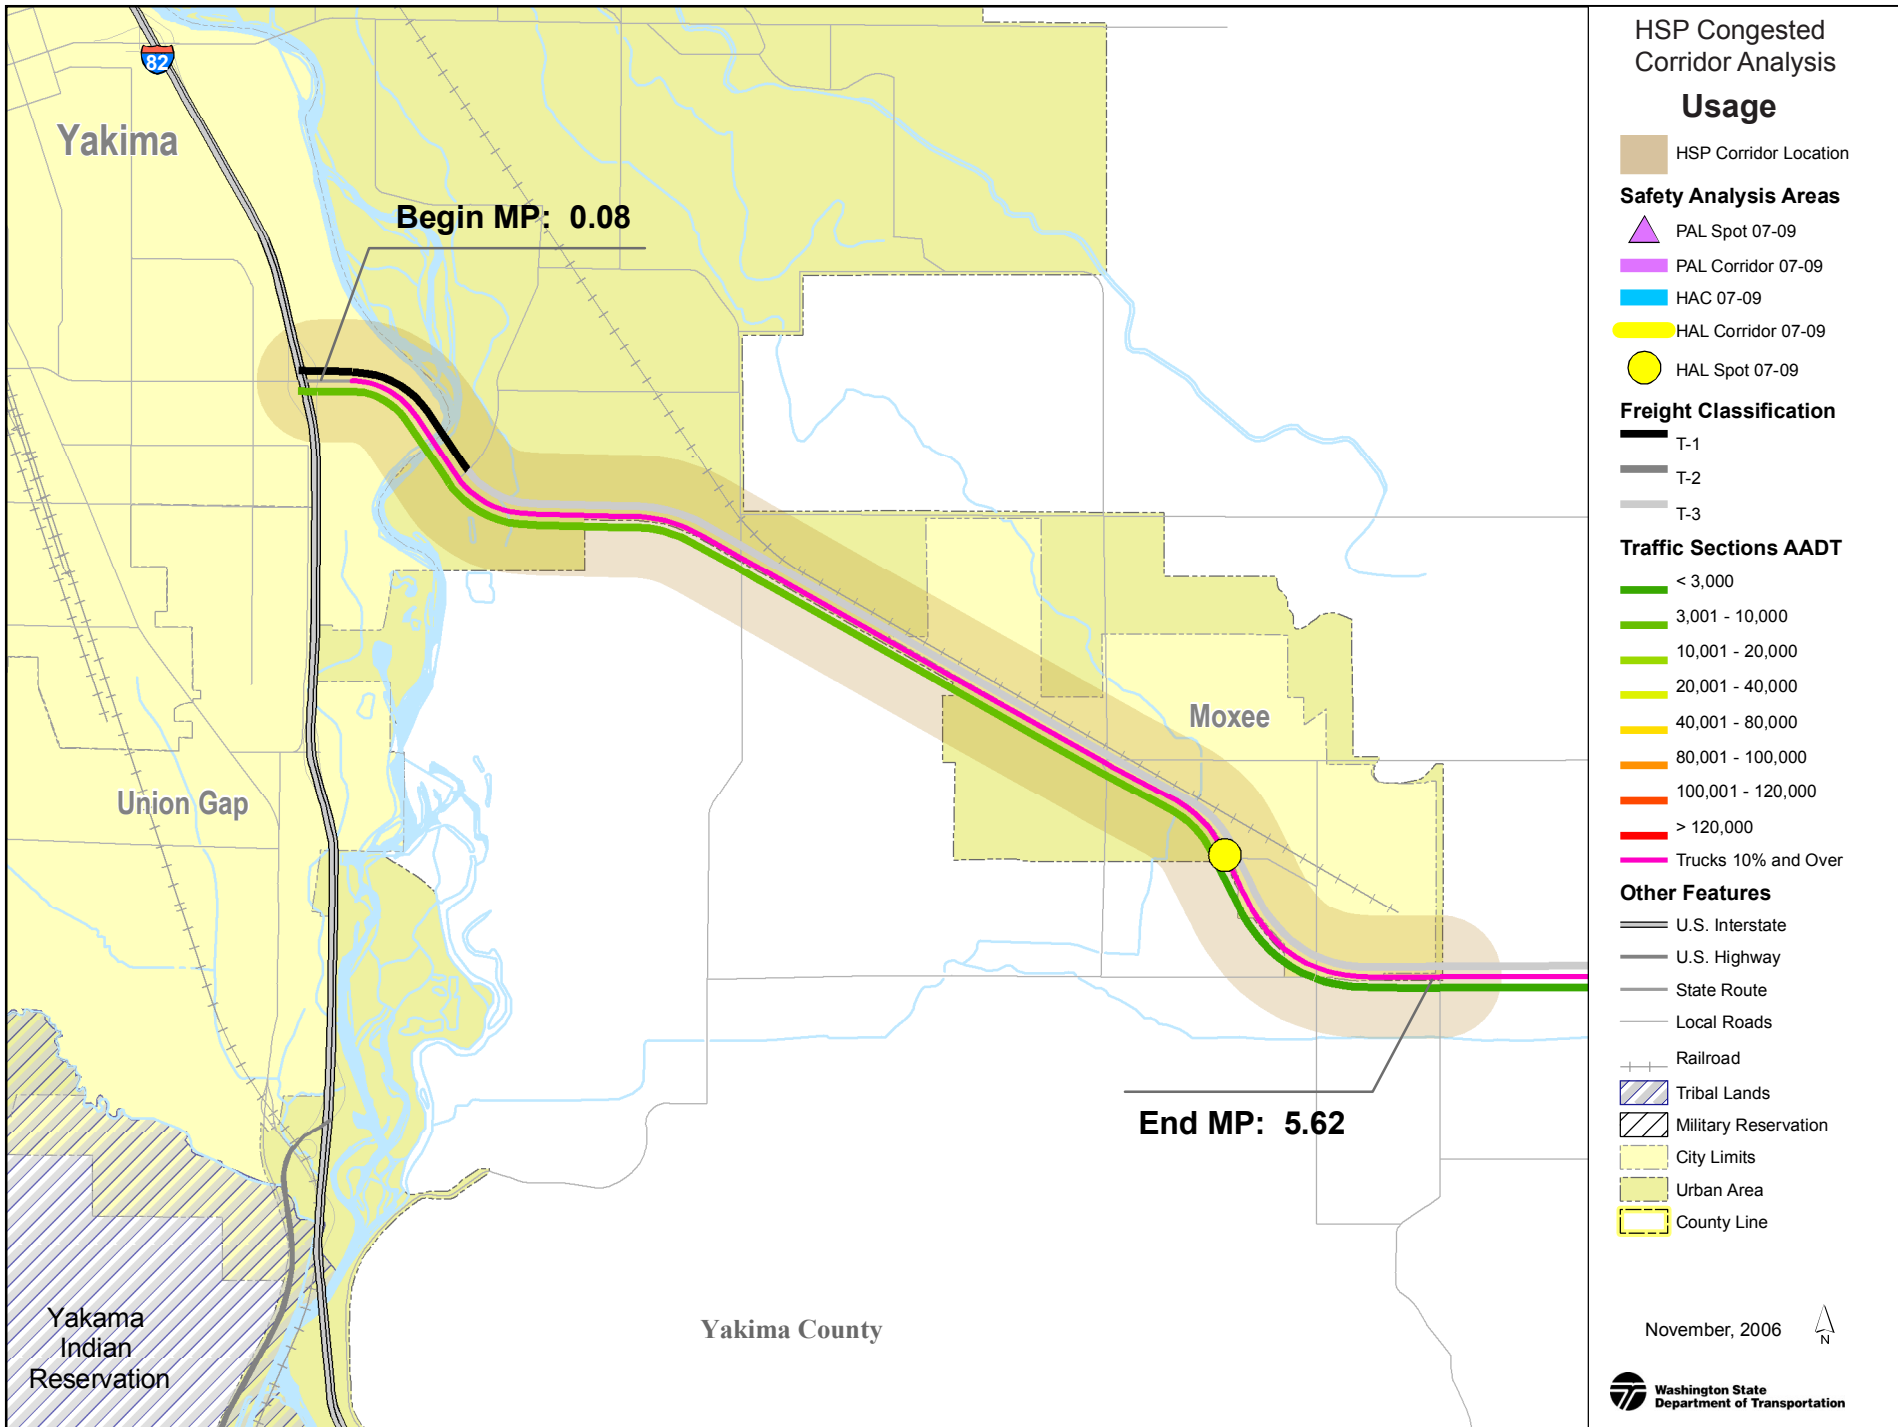 82
Yakima
Begin MP: 0.08
Moxee
Union Gap
End MP: 5.62
Yakima County
Yakama
Indian
Reservation
HSP Congested
Corridor Analysis
Usage
HSP Corridor Location
Safety Analysis Areas
PAL Spot 07-09
PAL Corridor 07-09
HAC 07-09
HAL Corridor 07-09
HAL Spot 07-09
Freight Classification
T-1
T-2
T-3
Traffic Sections AADT
< 3,000
3,001 - 10,000
10,001 - 20,000
20,001 - 40,000
40,001 - 80,000
80,001 - 100,000
100,001 - 120,000
> 120,000
Trucks 10% and Over
Other Features
U.S. Interstate
U.S. Highway
State Route
Local Roads
Railroad
Tribal Lands
Military Reservation
City Limits
Urban Area
County Line
November, 2006
N
Washington State
Department of Transportation